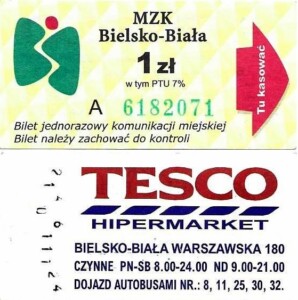 MZK
Bielsko-Biała
1 zł
w tym PTU 7%
A 6182071
Tu kasować
Bilet jednorazowy komunikacji miejskiej
Bilet należy zachować do kontroli
TESCO
HIPERMARKET
BIELSKO-BIAŁA WARSZAWSKA 180
CZYNNE PN-SB 8.00-24.00 ND 9.00-21.00
DOJAZD AUTOBUSAMI NR.: 8, 11, 25, 30, 32.